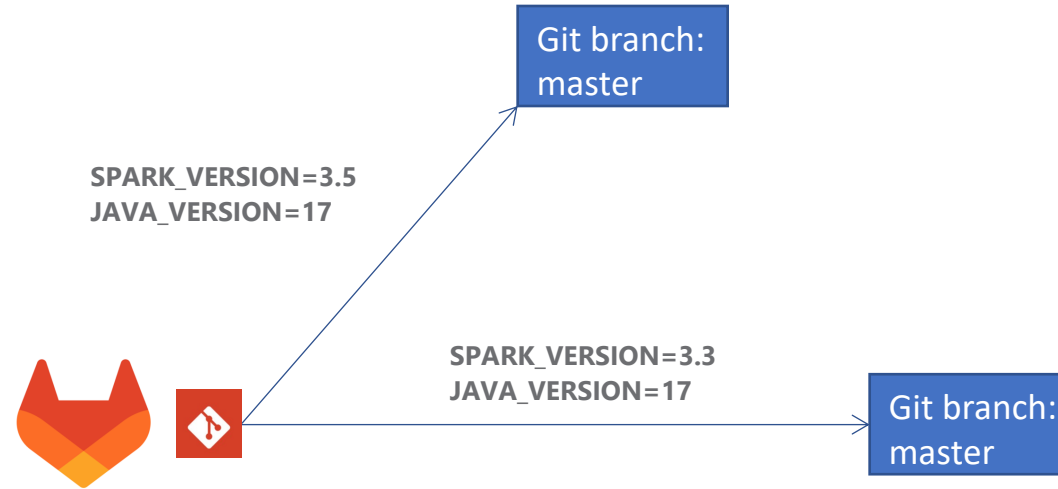 Git branch:
master
SPARK_VERSION=3.5
JAVA_VERSION=17
SPARK_VERSION=3.3
JAVA_VERSION=17
Git branch:
master